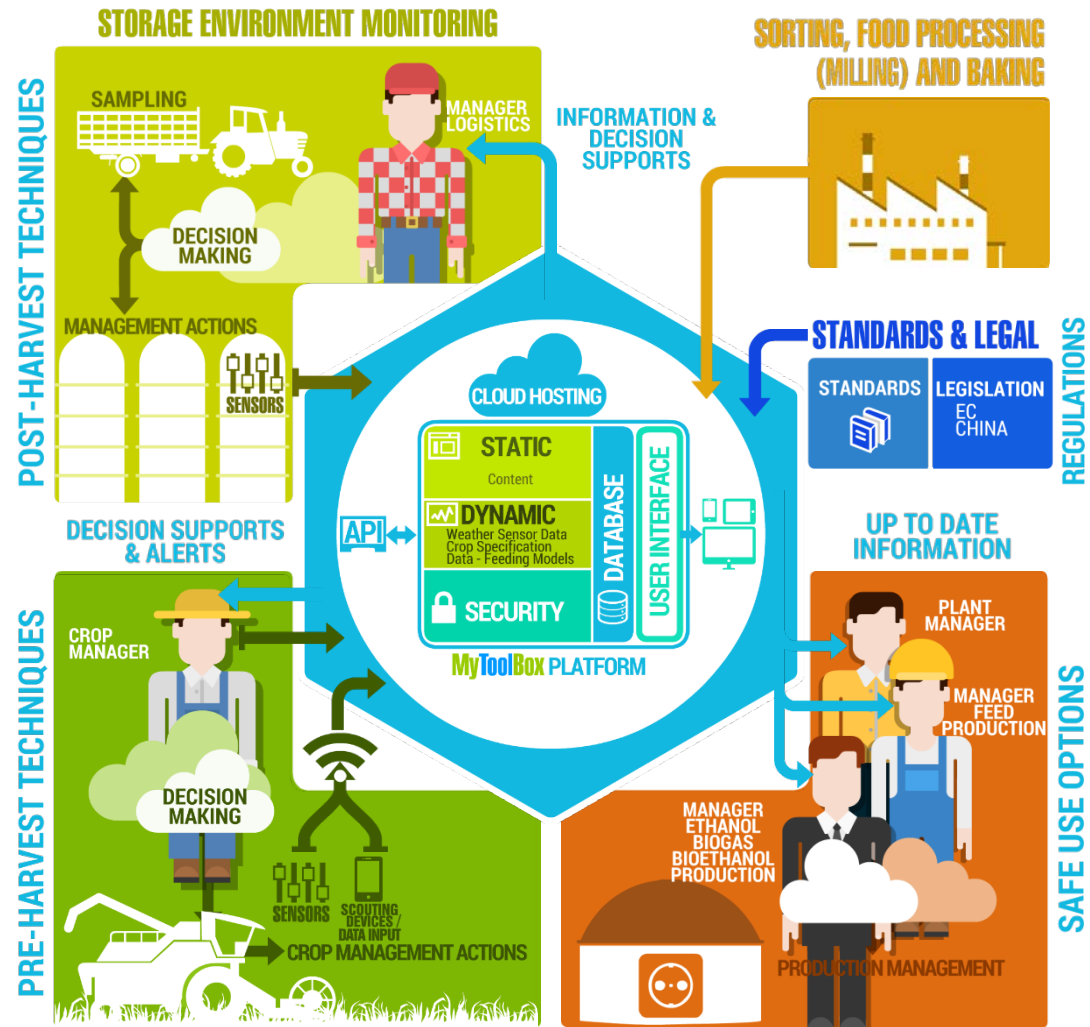 STORAGE ENVIRONMENT MONITORING
POST-HARVEST TECHNIQUES
SAMPLING
MANAGER
LOGISTICS
DECISION
MAKING
MANAGEMENT ACTIONS
SENSORS
INFORMATION &
DECISION
SUPPORTS
SORTING, FOOD PROCESSING
(MILLING) AND BAKING
STANDARDS & LEGAL
STANDARDS
LEGISLATION
EC
CHINA
REGULATIONS
CLOUD HOSTING
STATIC
Content
DYNAMIC
Weather Sensor Data
Crop Specification
Data - Feeding Models
SECURITY
DATABASE
USER INTERFACE
API
MyToolBox PLATFORM
DECISION SUPPORTS
& ALERTS
PRE-HARVEST TECHNIQUES
CROP
MANAGER
DECISION
MAKING
SENSORS
SCOUTING
DEVICES /
DATA INPUT
CROP MANAGEMENT ACTIONS
UP TO DATE
INFORMATION
PLANT
MANAGER
MANAGER
FEED
PRODUCTION
MANAGER
ETHANOL
BIOGAS
BIOETHANOL
PRODUCTION
PRODUCTION MANAGEMENT
SAFE USE OPTIONS